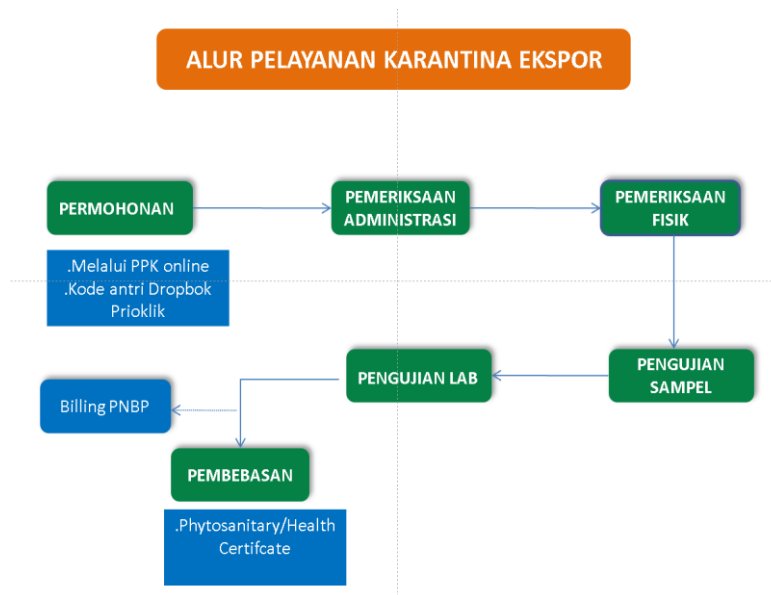 ALUR PELAYANAN KARANTINA EKSPOR
PERMOHONAN
PEMERIKSAAN
ADMINISTRASI
PEMERIKSAAN
FISIK
.Melalui PPK online
.Kode antri Dropbok
Prioklik
PENGUJIAN
SAMPEL
PENGUJIAN LAB
Billing PNBP
PEMBEBASAN
.Phytosanitary/Health
Certifcate